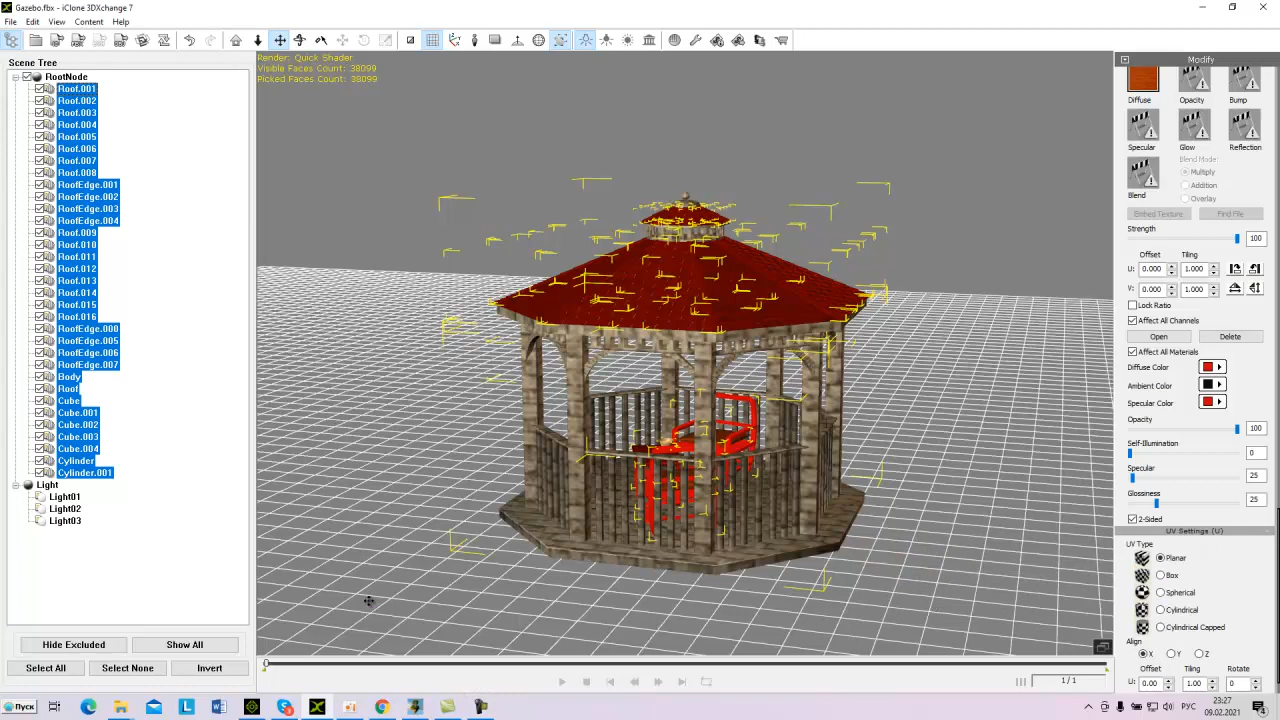 Gazebo.fbx - iClone 3DXchange 7
File Edit View Content Help
Scene Tree
RootNode
Roof.001
Roof.002
Roof.003
Roof.004
Roof.005
Roof.006
Roof.007
Roof.008
RoofEdge.001
RoofEdge.002
RoofEdge.003
RoofEdge.004
Roof.009
Roof.010
Roof.011
Roof.012
Roof.013
Roof.014
Roof.015
Roof.016
RoofEdge.000
RoofEdge.005
RoofEdge.006
RoofEdge.007
Body
Roof
Cube
Cube.001
Cube.002
Cube.003
Cube.004
Cylinder
Cylinder.001
Light
Light01
Light02
Light03
Hide Excluded Show All
Select All Select None Invert
Render: Quick Shader
Visible Faces Count: 38099
Picked Faces Count: 38099
1 / 1
Modify
Diffuse Opacity Bump
Specular Glow Reflection
Blend Mode:
Multiply
Addition
Overlay
Blend
Embed Texture Find File
Strength
100
Offset Tiling
U: 0.000 1.000
V: 0.000 1.000
Lock Ratio
Affect All Channels
Open Delete
Affect All Materials
Diffuse Color
Ambient Color
Specular Color
Opacity
100
Self-Illumination
0
Specular
25
Glossiness
25
2-Sided
UV Settings (U)
UV Type
Planar
Box
Spherical
Cylindrical
Cylindrical Capped
Align
X Y Z
Offset Tiling Rotate
U: 0.00 1.00 0
Пуск
РУС
23:27
09.02.2021
4